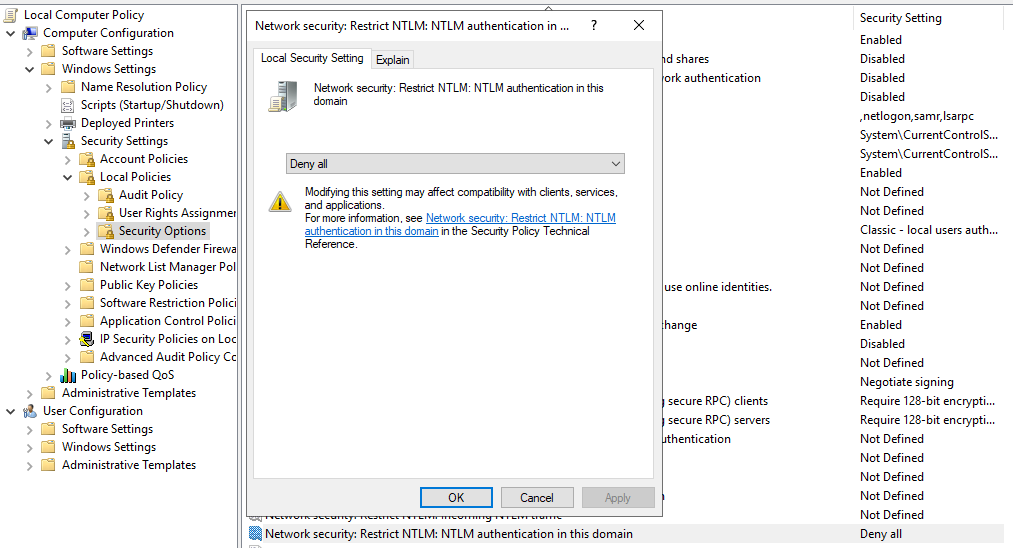 Local Computer Policy
Computer Configuration
Software Settings
Windows Settings
Name Resolution Policy
Scripts (Startup/Shutdown)
Deployed Printers
Security Settings
Account Policies
Local Policies
Audit Policy
User Rights Assignmer
Security Options
Windows Defender Firewa
Network List Manager Pol
Public Key Policies
Software Restriction Polici
Application Control Polici
IP Security Policies on Loc
Advanced Audit Policy Co
Policy-based QoS
Administrative Templates
User Configuration
Software Settings
Windows Settings
Administrative Templates
Network security: Restrict NTLM: NTLM authentication in ...
?
Local Security Setting
Explain
Network security: Restrict NTLM: NTLM authentication in this
domain
Deny all
Modifying this setting may affect compatibility with clients, services,
and applications.
For more information, see Network security: Restrict NTLM: NTLM
authentication in this domain in the Security Policy Technical
Reference.
OK
Cancel
Apply
Security Setting
Enabled
nd shares Disabled
ork authentication Disabled
Disabled
,netlogon,samr,lsarpc
System\CurrentControlS...
System\CurrentControlS...
Enabled
Not Defined
Not Defined
Classic - local users auth...
Not Defined
Not Defined
use online identities. Not Defined
Not Defined
change Enabled
Disabled
Not Defined
Negotiate signing
g secure RPC) clients Require 128-bit encrypti...
g secure RPC) servers Require 128-bit encrypti...
uthentication Not Defined
Not Defined
Not Defined
Not Defined
Network security: Restrict NTLM: Incoming NTLM traffic Not Defined
Network security: Restrict NTLM: NTLM authentication in this domain Deny all